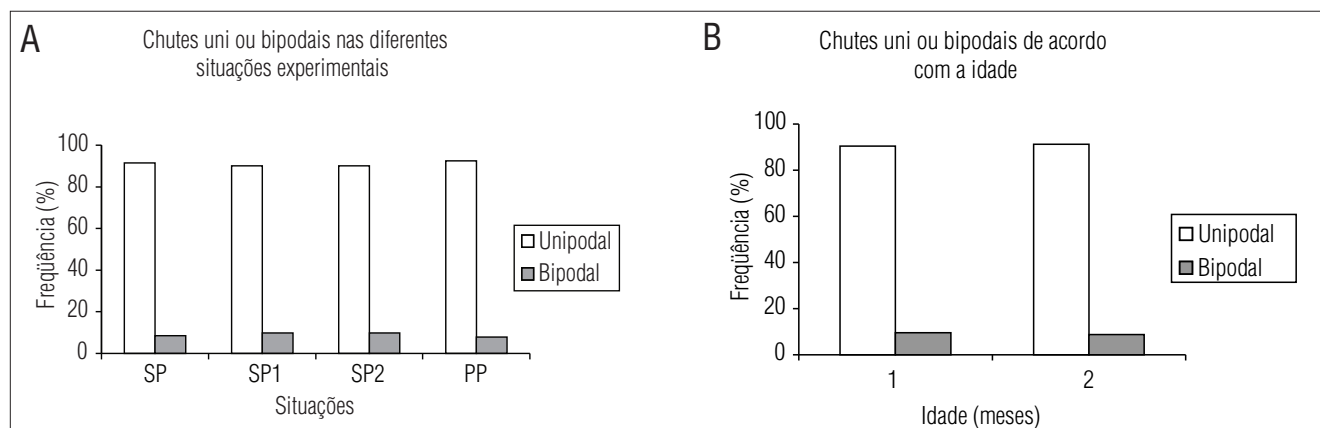 A
Chutes uni ou bipodais nas diferentes
situações experimentais
100
80
60
40
20
0
Freqüência (%)
SP SP1 SP2 PP
Situações
Unipodal
Bipodal
B
Chutes uni ou bipodais de acordo
com a idade
100
80
60
40
20
0
Freqüência (%)
1 2
Idade (meses)
Unipodal
Bipodal